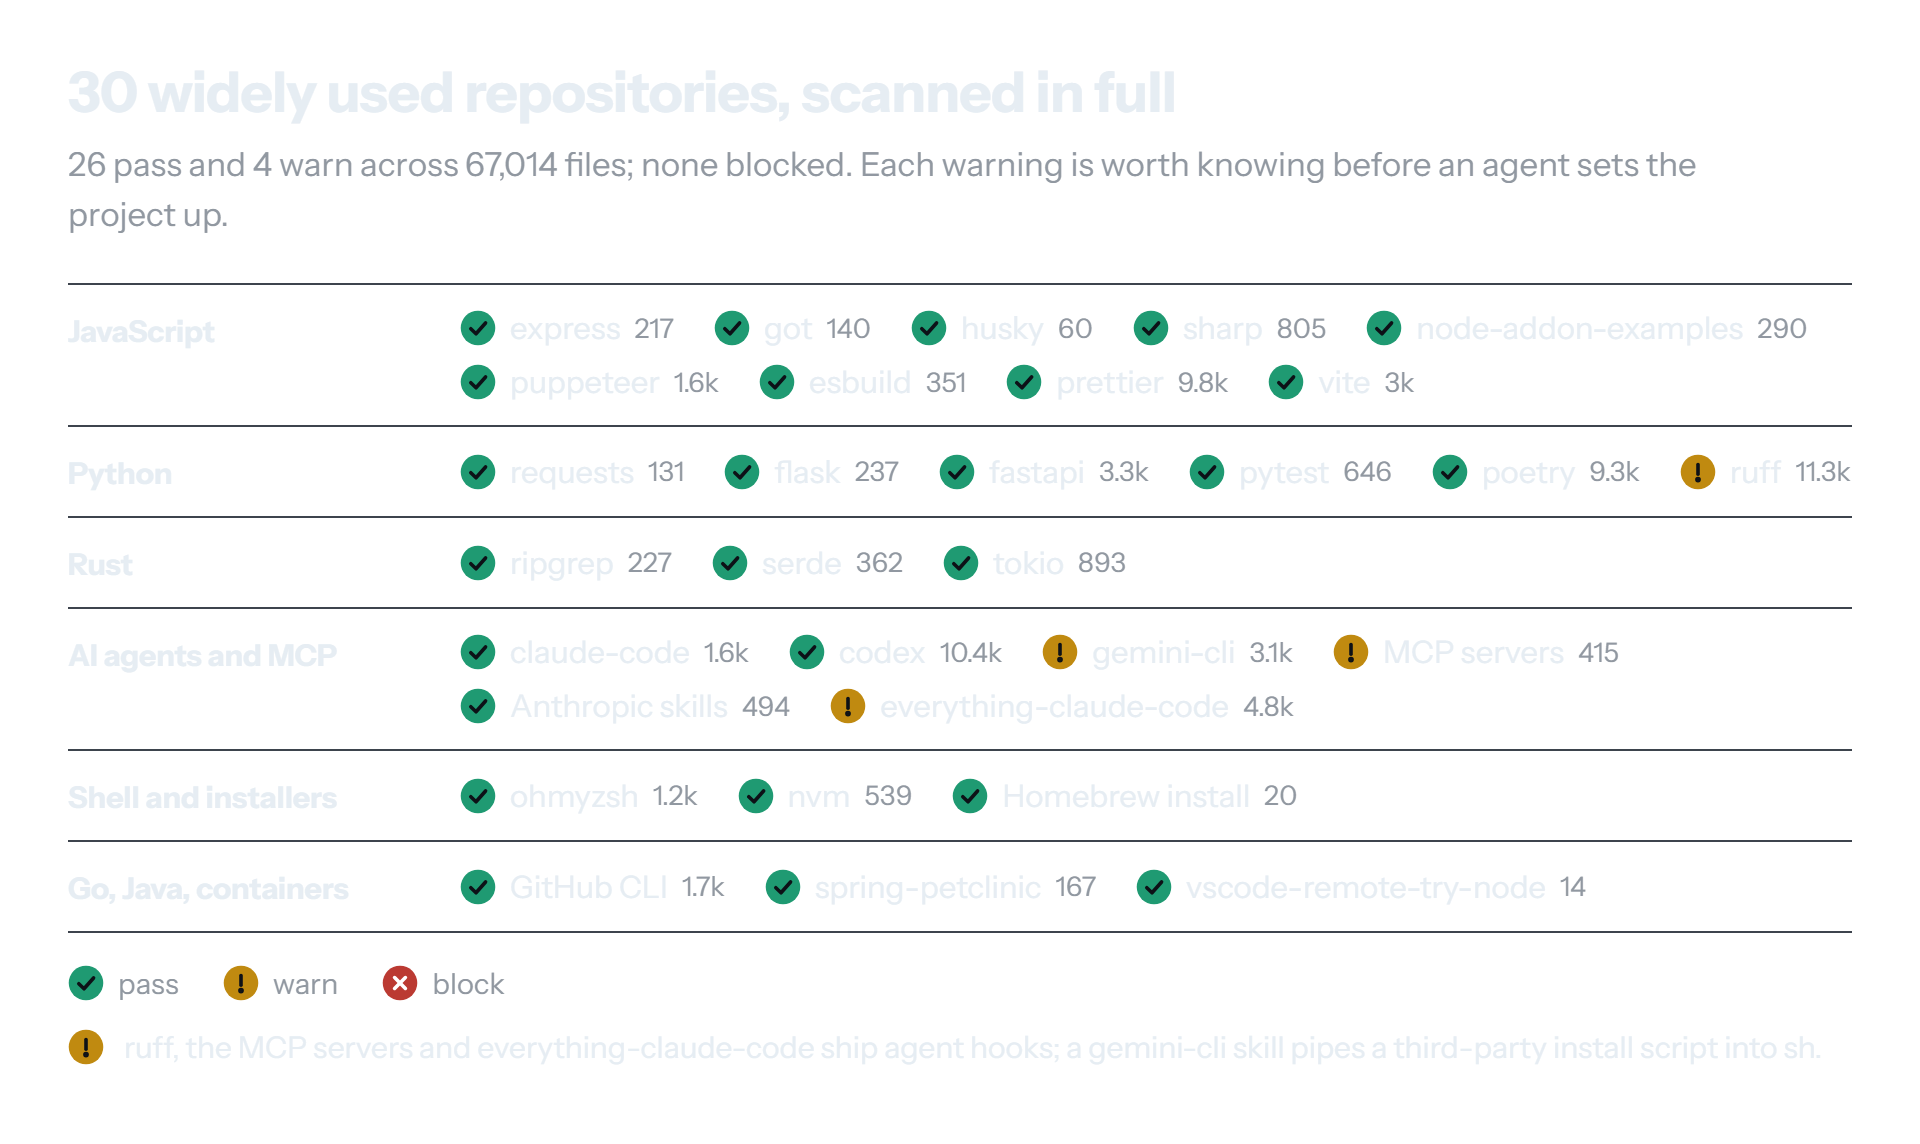 30 widely used repositories, scanned in full
26 pass and 4 warn across 67,014 files; none blocked. Each warning is worth knowing before an agent sets the
project up.
JavaScript
express 217 got 140 husky 60 sharp 805 node-addon-examples 290
puppeteer 1.6k esbuild 351 prettier 9.8k vite 3k
Python
requests 131 flask 237 fastapi 3.3k pytest 646 poetry 9.3k ruff 11.3k
Rust
ripgrep 227 serde 362 tokio 893
AI agents and MCP
claude-code 1.6k codex 10.4k gemini-cli 3.1k MCP servers 415
Anthropic skills 494 everything-claude-code 4.8k
Shell and installers
ohmyzsh 1.2k nvm 539 Homebrew install 20
Go, Java, containers
GitHub CLI 1.7k spring-petclinic 167 vscode-remote-try-node 14
pass warn block
ruff, the MCP servers and everything-claude-code ship agent hooks; a gemini-cli skill pipes a third-party install script into sh.